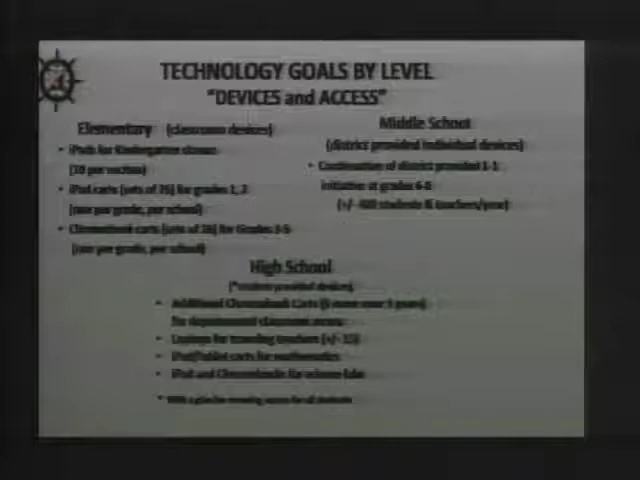 TECHNOLOGY GOALS BY LEVEL
"DEVICES and ACCESS"
Elementary (classroom devices)
• iPads for Kindergarten classes
(10 per section)
• iPad carts (sets of 26) for grades 1, 2
(one per grade, per school)
• Chromebook carts (sets of 26) for Grades 3-5
(one per grade, per school)
Middle School
(district provided individual devices)
• Continuation of district provided 1-1
initiative at grades 6-8
(+/- 400 students & teachers/year)
High School
(*student provided devices)
• Additional Chromebook Carts (6 more over 3 years)
for departmental classroom access
• Laptops for traveling teachers
• iPad/Tablet carts for mathematics
• iPad and Chromebooks for science labs
* With a plan for ensuring access for all students